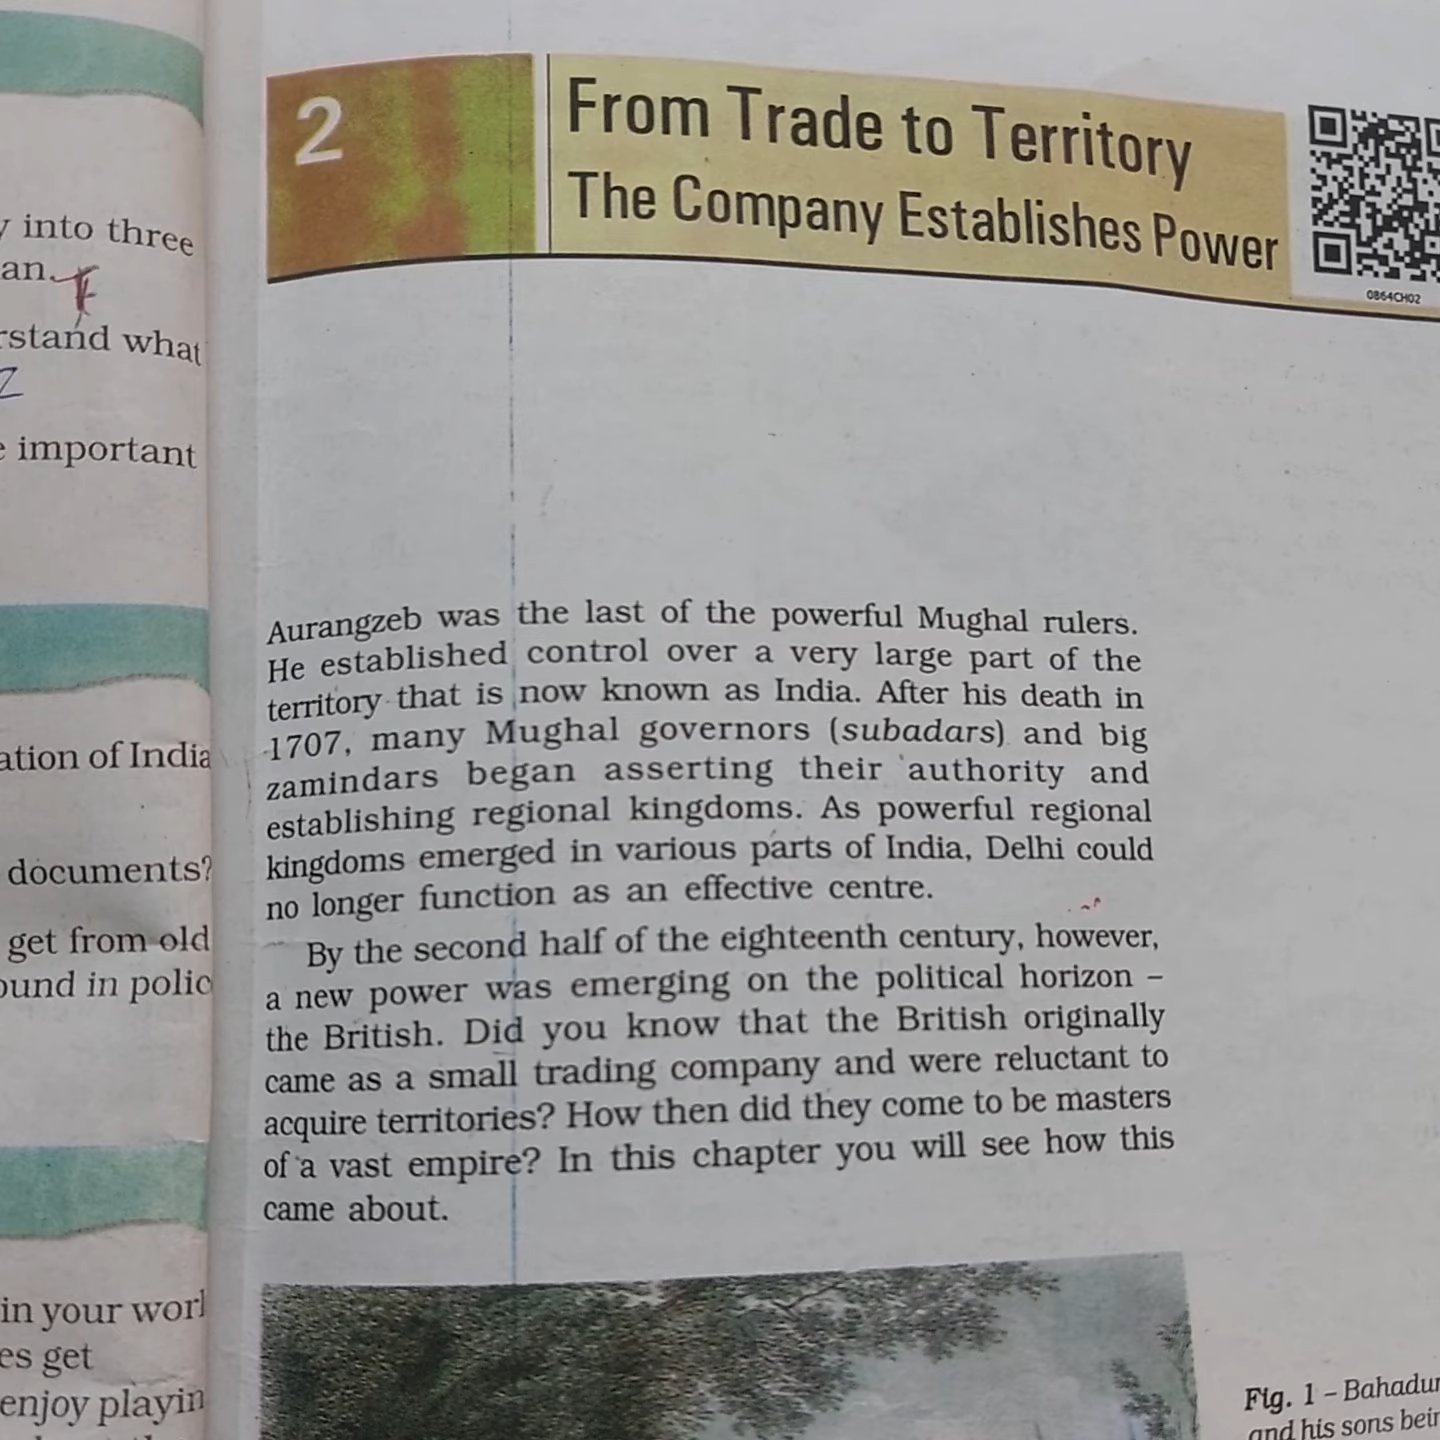 into three
an.
what
important
ation of India
documents?
get from old
in polic
in your
es get
enjoy
2
From Trade to Territory
The Company Establishes Power
0864CH02
Aurangzeb was the last of the powerful Mughal rulers.
He established control over a very large part of the
territory that is now known as India. After his death in
1707, many Mughal governors (subadars) and big
zamindars began asserting their authority and
establishing regional kingdoms. As powerful regional
kingdoms emerged in various parts of India, Delhi could
no longer function as an effective centre.
By the second half of the eighteenth century, however,
a new power was emerging on the political horizon –
the British. Did you know that the British originally
came as a small trading company and were reluctant to
acquire territories? How then did they come to be masters
of a vast empire? In this chapter you will see how this
came about.
Fig. 1 – Bahadur
and his sons bein